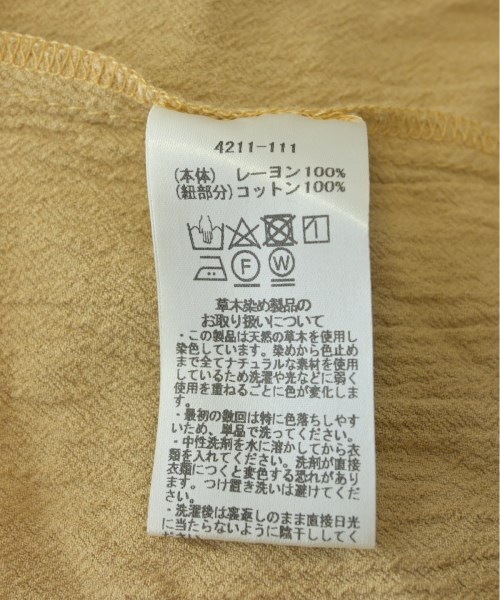 4211-111
(本体) レーヨン100%
(紐部分)コットン100%
F W
草木染め製品の
お取り扱いについて
・この製品は天然の草木を使用し
染色しています。染めから色止め
まで全てナチュラルな素材を使用
しているため洗濯や光などに弱く
使用を重ねるごとに色が変化しま
す。
・最初の数回は特に色落ちしやす
いため、単品で洗ってください。
・中性洗剤を水に溶かしてから衣
類を入れてください。洗剤が直接
衣類につくと変色する恐れがあり
ます。つけ置き洗いは避けてくだ
さい。
・洗濯後は裏返しのまま直接日光
に当たらないように陰干ししてく
ださい。